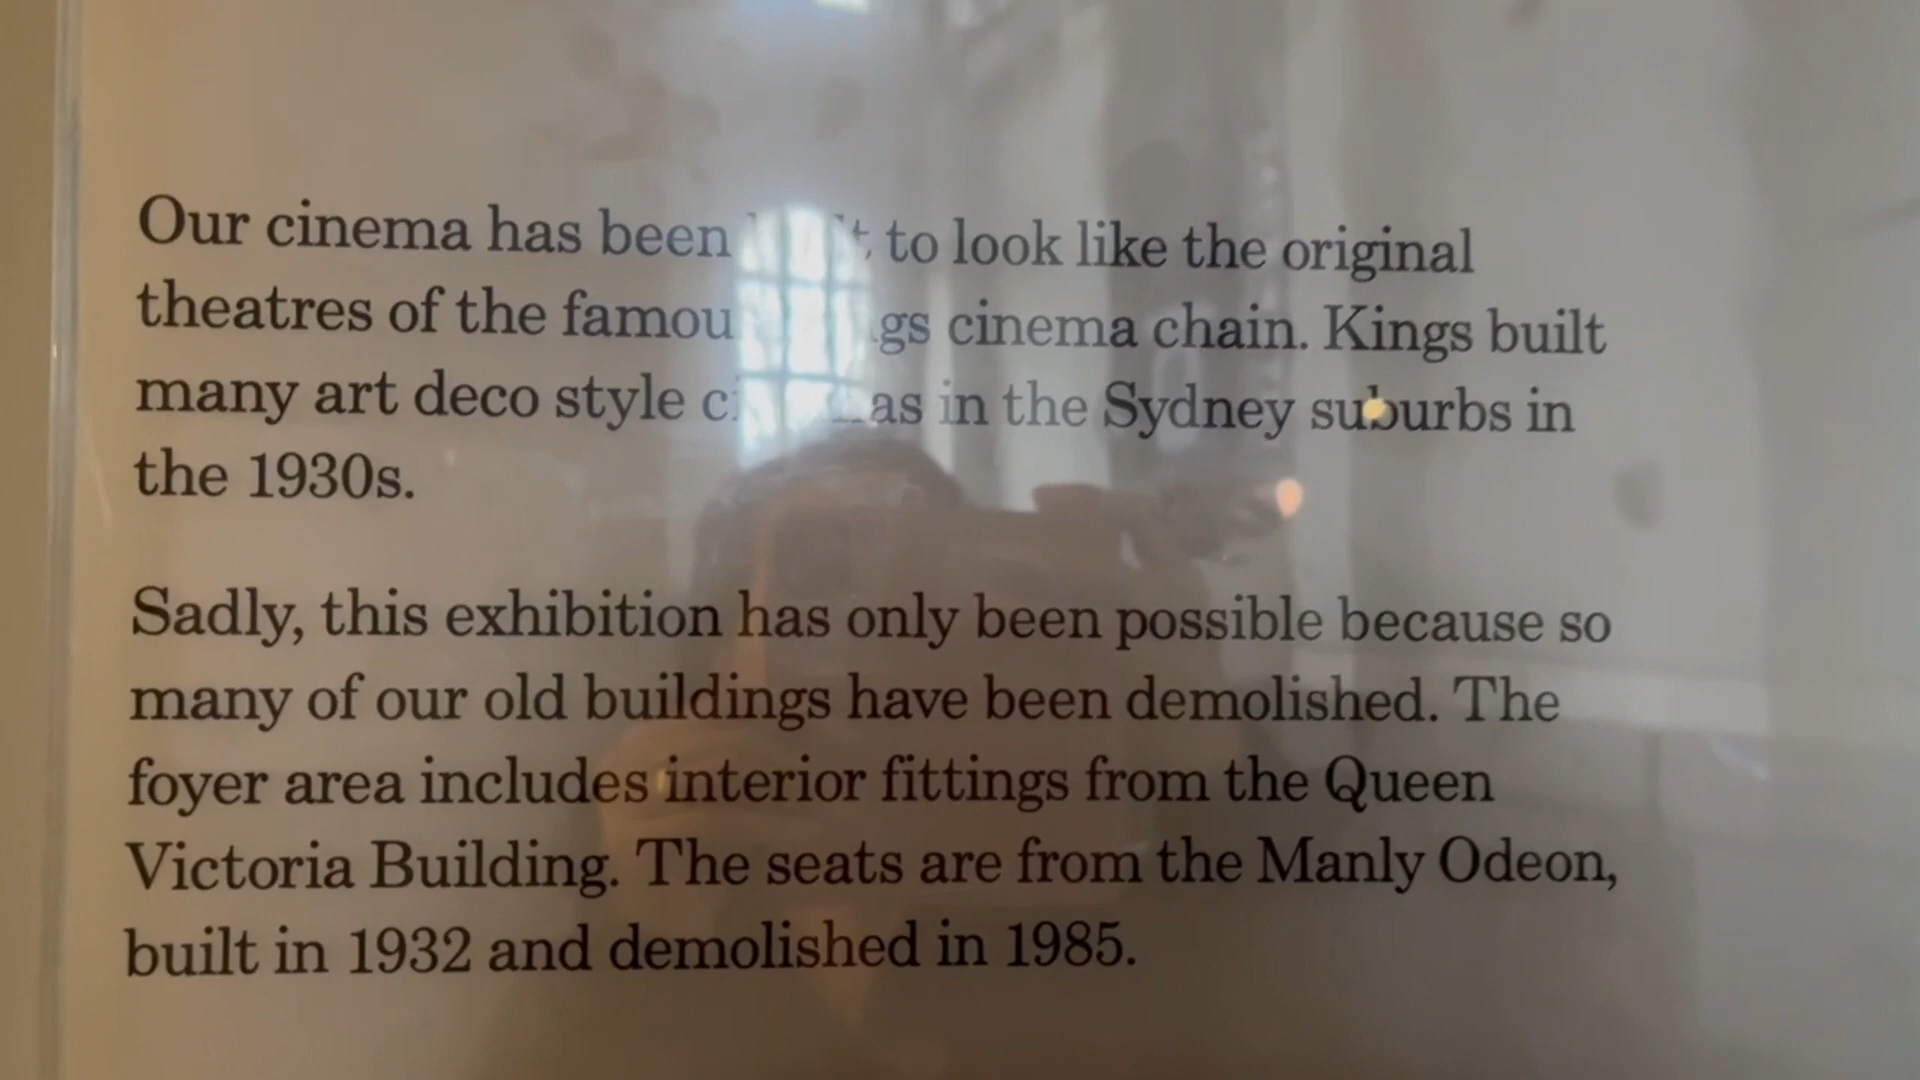 Our cinema has been to look like the original
theatres of the cinema chain. Kings built
many art deco style in the Sydney suburbs in
the 1930s.
Sadly, this exhibition has only been possible because so
many of our old buildings have been demolished. The
foyer area includes interior fittings from the Queen
Victoria Building. The seats are from the Manly Odeon,
built in 1932 and demolished in 1985.